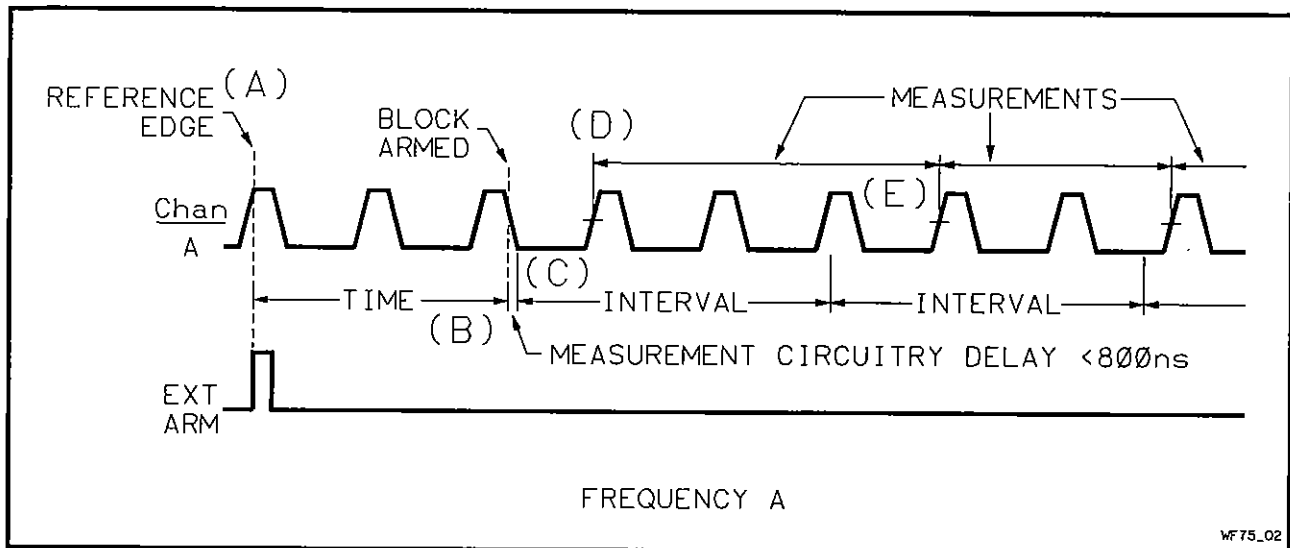 REFERENCE (A)
EDGE
BLOCK
ARMED
(D)
MEASUREMENTS
(E)
Chan
A
(C)
TIME
(B)
INTERVAL
INTERVAL
MEASUREMENT CIRCUITRY DELAY <800ns
EXT
ARM
FREQUENCY A
WF75_02